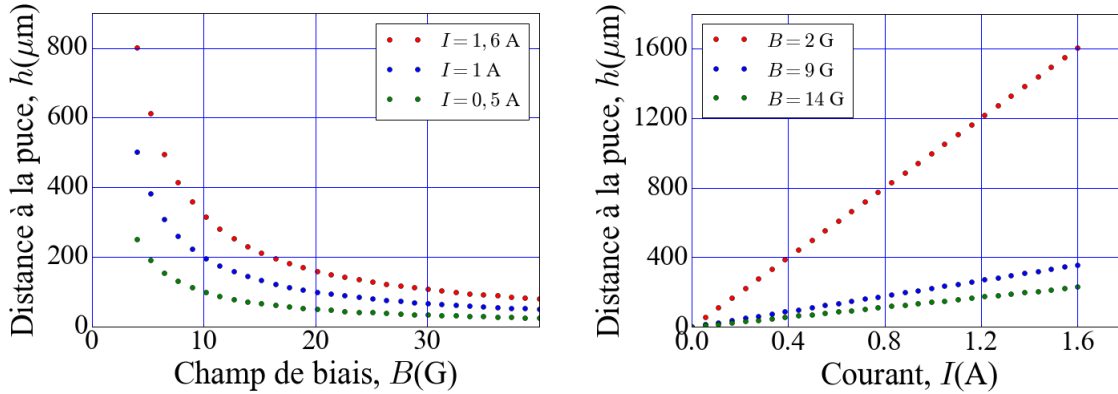 Distance à la puce, h(μm)
800
600
400
200
0
I = 1,6 A
I = 1 A
I = 0,5 A
0 10 20 30
Champ de biais, B(G)
Distance à la puce, h(μm)
1600
1200
800
400
0
B = 2 G
B = 9 G
B = 14 G
0.0 0.4 0.8 1.2 1.6
Courant, I(A)